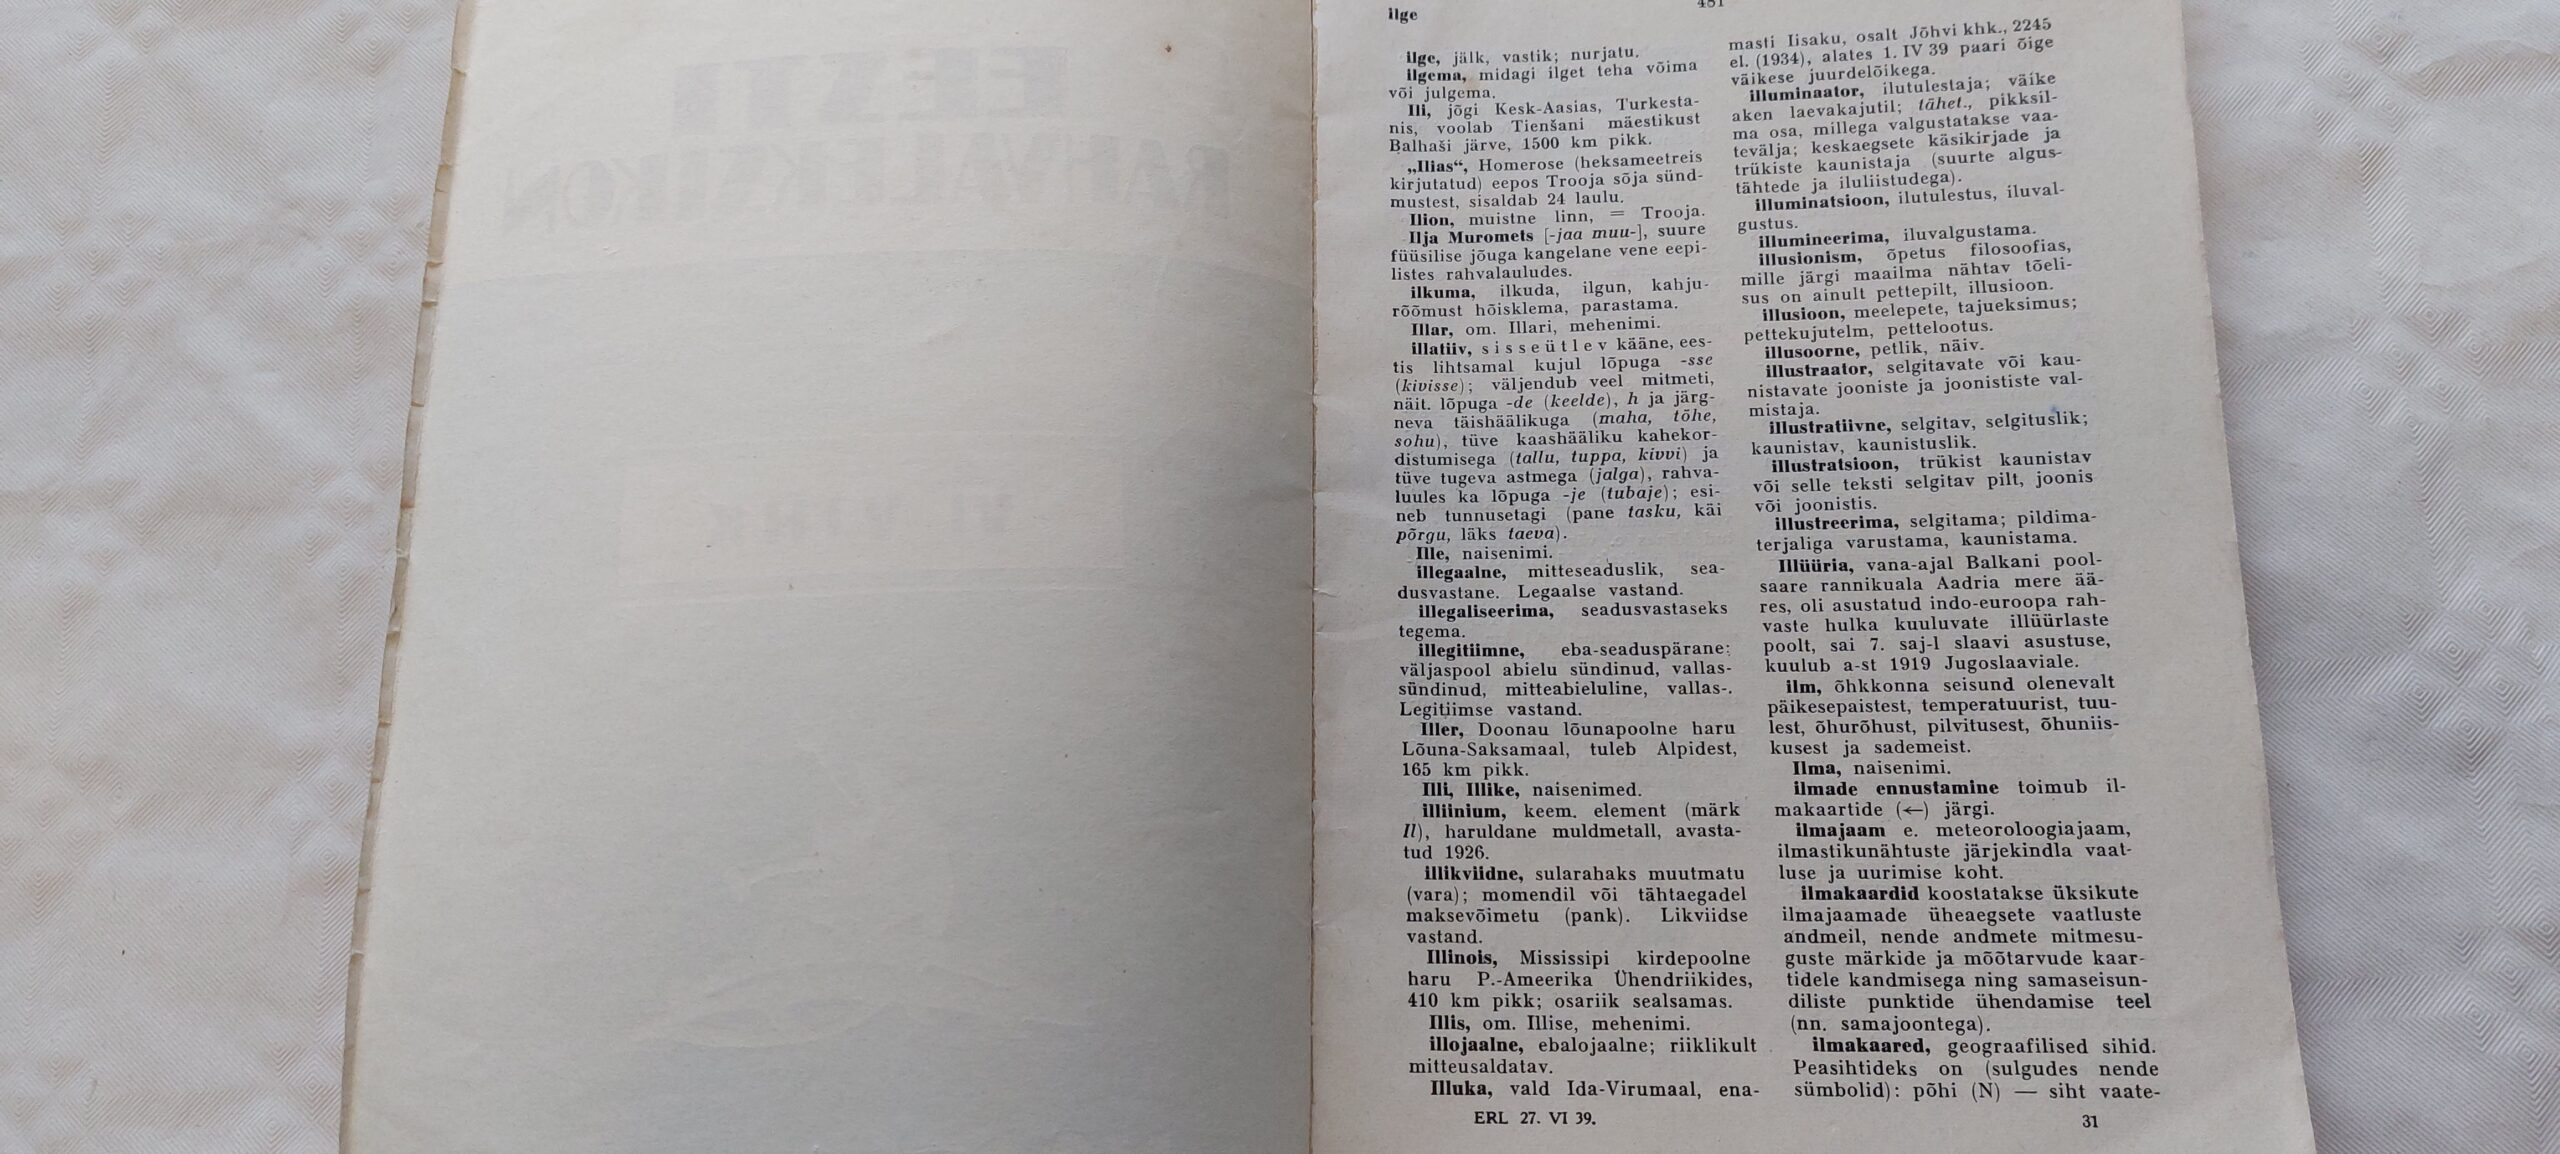 ilge
481
ilge, jälk, vastik; nurjatu.
ilgema, midagi ilget teha võima
või julgema.
Ili, jõgi Kesk-Aasias, Turkesta-
nis, voolab Tienšani mäestikust
Balhaši järve, 1500 km pikk.
„Ilias“, Homerose (heksameetreis
kirjutatud) eepos Trooja sõja sünd-
mustest, sisaldab 24 laulu.
Ilion, muistne linn, = Trooja.
Ilja Muromets [-jaa muu-], suure
füüsilise jõuga kangelane vene eepi-
listes rahvalauludes.
ilkuma, ilkuda, ilgun, kahju-
rõõmust hõisklema, parastama.
Illar, om. Illari, mehenimi.
illatiiv, sisseütlev kääne, ees-
tis lihtsamal kujul lõpuga -sse
(kivisse); väljendub veel mitmeti,
näit. lõpuga -de (keelde), h ja järg-
neva täishäälikuga (maha, tõhe,
sohu), tüve kaashääliku kahekor-
distumisega (tallu, tuppa, kivvi) ja
tüve tugeva astmega (jalga), rahva-
luules ka lõpuga -je (tubaje); esi-
neb tunnusetagi (pane tasku, käi
põrgu, läks taeva).
Ille, naisenimi.
illegaalne, mitteseaduslik, sea-
dusvastane. Legaalse vastand.
illegaliseerima, seadusvastaseks
tegema.
illegitiimne, eba-seaduspärane;
väljaspool abielu sündinud, vallas-
sündinud, mitteabieluline, vallas-.
Legitiimse vastand.
Iller, Doonau lõunapoolne haru
Lõuna-Saksamaal, tuleb Alpidest,
165 km pikk.
Illi, Illike, naisenimed.
illiinium, keem. element (märk
Il), haruldane muldmetall, avasta-
tud 1926.
illikviidne, sularahaks muutmatu
(vara); momendil või tähtaegadel
maksevõimetu (pank). Likviidse
vastand.
Illinois, Mississipi kirdepoolne
haru P.-Ameerika Ühendriikides,
410 km pikk; osariik sealsamas.
Illis, om. Illise, mehenimi.
illojaalne, ebalojaalne; riiklikult
mitteusaldatav.
Illuka, vald Ida-Virumaal, ena-
masti Iisaku, osalt Jõhvi khk., 2245
el. (1934), alates 1. IV 39 paari õige
väikese juurdelõikega.
illuminaator, ilutulestaja; väike
aken laevakajutil; tähet., pikksil-
ma osa, millega valgustatakse vaa-
tevälja; keskaegsete käsikirjade ja
trükiste kaunistaja (suurte algus-
tähtede ja iluliistudega).
illuminatsioon, ilutulestus, iluval-
gustus.
illumineerima, iluvalgustama.
illusionism, õpetus filosoofias,
mille järgi maailma nähtav tõeli-
sus on ainult pettepilt, illusioon.
illusioon, meelepete, tajueksimus;
pettekujutelm, pettelootus.
illusoorne, petlik, näiv.
illustraator, selgitavate või kau-
nistavate jooniste ja joonististe val-
mistaja.
illustratiivne, selgitav, selgituslik;
kaunistav, kaunistuslik.
illustratsioon, trükist kaunistav
või selle teksti selgitav pilt, joonis
või joonistis.
illustreerima, selgitama; pildima-
terjaliga varustama, kaunistama.
Illüüria, vana-ajal Balkani pool-
saare rannikuala Aadria mere ää-
res, oli asustatud indo-euroopa rah-
vaste hulka kuuluvate illüürlaste
poolt, sai 7. saj-l slaavi asustuse,
kuulub a-st 1919 Jugoslaaviale.
ilm, õhkkonna seisund olenevalt
päikesepaistest, temperatuurist, tuu-
lest, õhurõhust, pilvitusest, õhuniis-
kusest ja sademeist.
Ilma, naisenimi.
ilmade ennustamine toimub il-
makaartide (←) järgi.
ilmajaam e. meteoroloogiajaam,
ilmastikunähtuste järjekindla vaat-
luse ja uurimise koht.
ilmakaardid koostatakse üksikute
ilmajaamade üheaegsete vaatluste
andmeil, nende andmete mitmesu-
guste märkide ja mõõtarvude kaar-
tidele kandmisega ning samaseisun-
diliste punktide ühendamise teel
(nn. samajoontega).
ilmakaared, geograafilised sihid.
Peasihtideks on (sulgudes nende
sümbolid): põhi (N) — siht vaate-
ERL 27. VI 39.
31